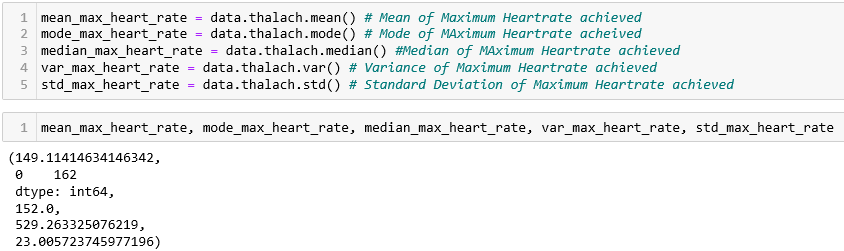 1 mean_max_heart_rate = data.thalach.mean() # Mean of Maximum Heartrate achieved
2 mode_max_heart_rate = data.thalach.mode() # Mode of MAximum Heartrate acheived
3 median_max_heart_rate = data.thalach.median() #Median of MAximum Heartrate achieved
4 var_max_heart_rate = data.thalach.var() # Variance of Maximum Heartrate achieved
5 std_max_heart_rate = data.thalach.std() # Standard Deviation of Maximum Heartrate achieved
1 mean_max_heart_rate, mode_max_heart_rate, median_max_heart_rate, var_max_heart_rate, std_max_heart_rate
(149.11414634146342,
0    162
dtype: int64,
152.0,
529.263325076219,
23.005723745977196)